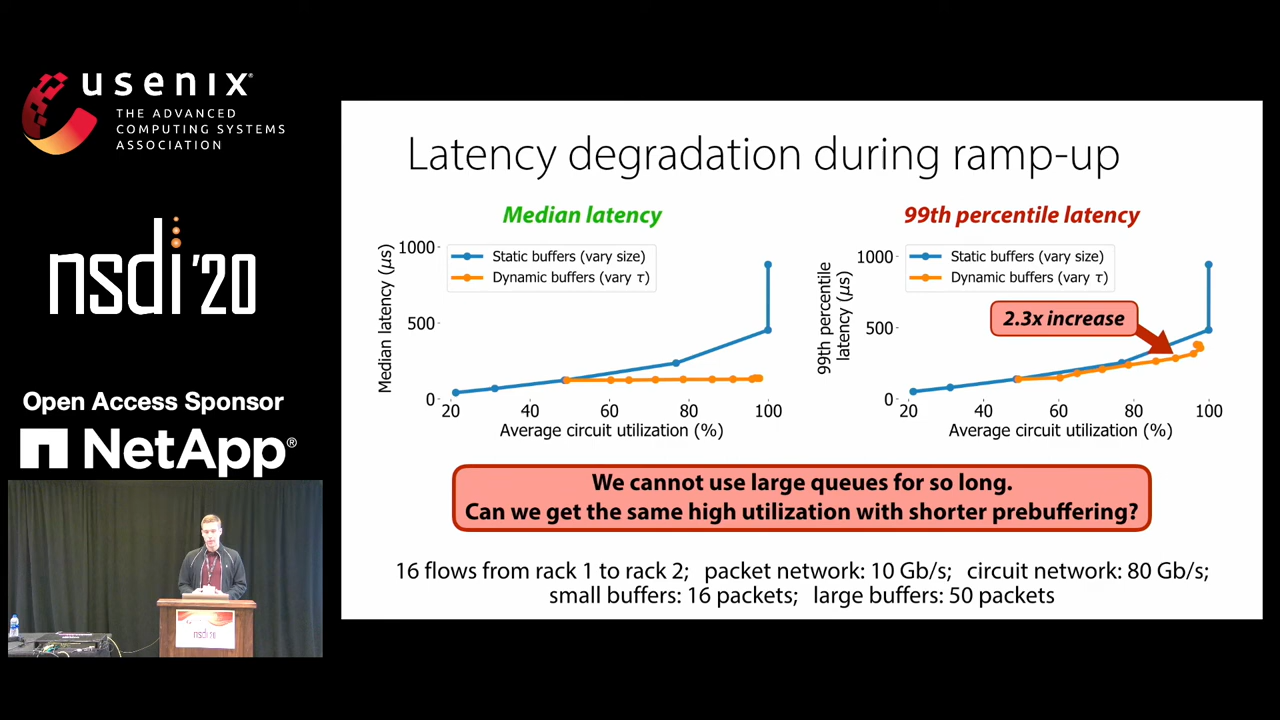 usenix
THE ADVANCED
COMPUTING SYSTEMS
ASSOCIATION
nsdi '20
Open Access Sponsor
NetApp®
nsdi '20
Latency degradation during ramp-up
Median latency
1000
500
0
Median latency (μs)
Static buffers (vary size)
Dynamic buffers (vary τ)
20 40 60 80 100
Average circuit utilization (%)
99th percentile latency
1000
500
0
99th percentile
latency (μs)
Static buffers (vary size)
Dynamic buffers (vary τ)
2.3x increase
20 40 60 80 100
Average circuit utilization (%)
We cannot use large queues for so long.
Can we get the same high utilization with shorter prebuffering?
16 flows from rack 1 to rack 2; packet network: 10 Gb/s; circuit network: 80 Gb/s;
small buffers: 16 packets; large buffers: 50 packets